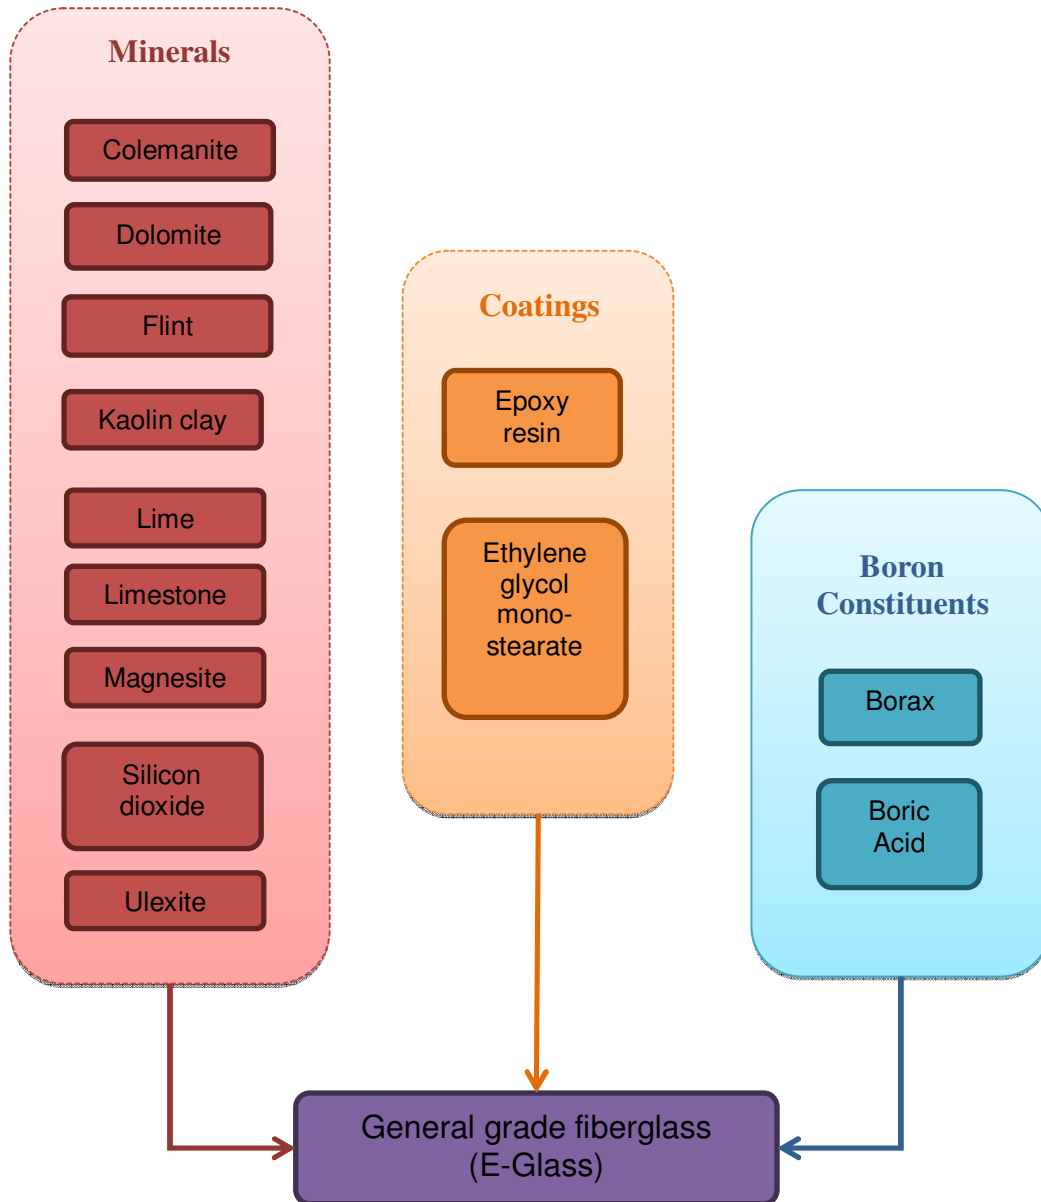 Minerals
Colemanite
Dolomite
Flint
Kaolin clay
Lime
Limestone
Magnesite
Silicon
dioxide
Ulexite
Coatings
Epoxy
resin
Ethylene
glycol
mono-
stearate
Boron
Constituents
Borax
Boric
Acid
General grade fiberglass
(E-Glass)